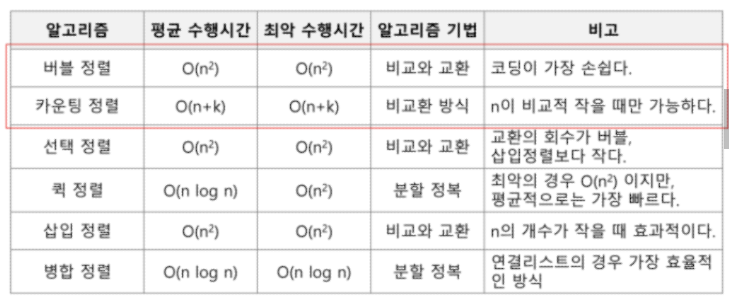 알고리즘 평균 수행시간 최악 수행시간 알고리즘 기법 비고
버블 정렬 O(n²) O(n²) 비교와 교환 코딩이 가장 손쉽다.
카운팅 정렬 O(n+k) O(n+k) 비교환 방식 n이 비교적 작을 때만 가능하다.
선택 정렬 O(n²) O(n²) 비교와 교환 교환의 회수가 버블,
삽입정렬보다 작다.
퀵 정렬 O(n log n) O(n²) 분할 정복 최악의 경우 O(n²) 이지만,
평균적으로는 가장 빠르다.
삽입 정렬 O(n²) O(n²) 비교와 교환 n의 개수가 작을 때 효과적이다.
병합 정렬 O(n log n) O(n log n) 분할 정복 연결리스트의 경우 가장 효율적
인 방식